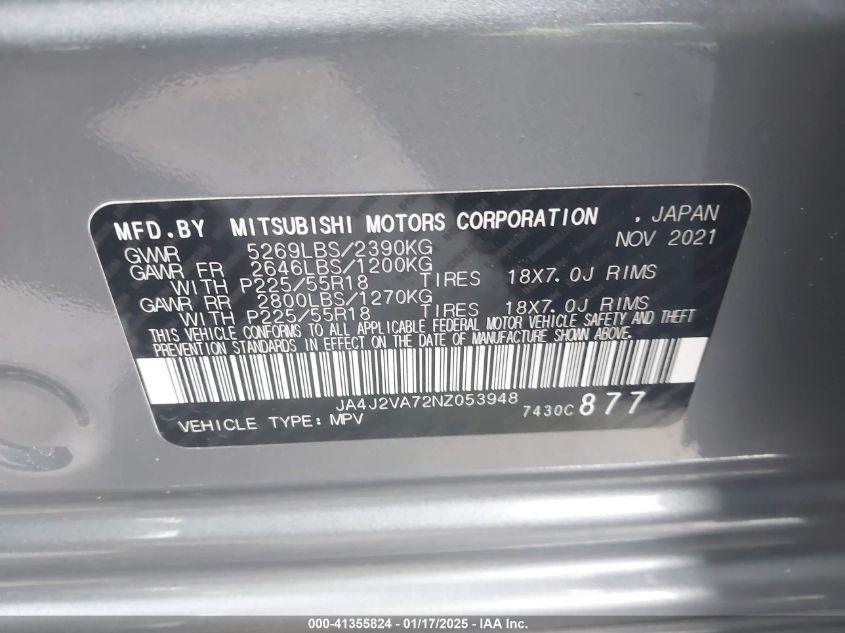 MFD.BY MITSUBISHI MOTORS CORPORATION . JAPAN
GVWR 5269LBS/2390KG NOV 2021
GAWR FR 2646LBS/1200KG
WITH P225/55R18 TIRES 18X7.0J RIMS
GAWR RR 2800LBS/1270KG
WITH P225/55R18 TIRES 18X7.0J RIMS
THIS VEHICLE CONFORMS TO ALL APPLICABLE FEDERAL MOTOR VEHICLE SAFETY AND THEFT
PREVENTION STANDARDS IN EFFECT ON THE DATE OF MANUFACTURE SHOWN ABOVE.
JA4J2VA72NZ053948
VEHICLE TYPE: MPV 7430C 877
000-41355824 - 01/17/2025 - IAA Inc.